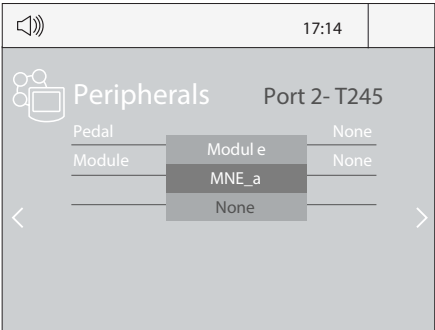 17:14
Peripherals Port 2- T245
Pedal None
Module None
Modul e
MNE_a
None